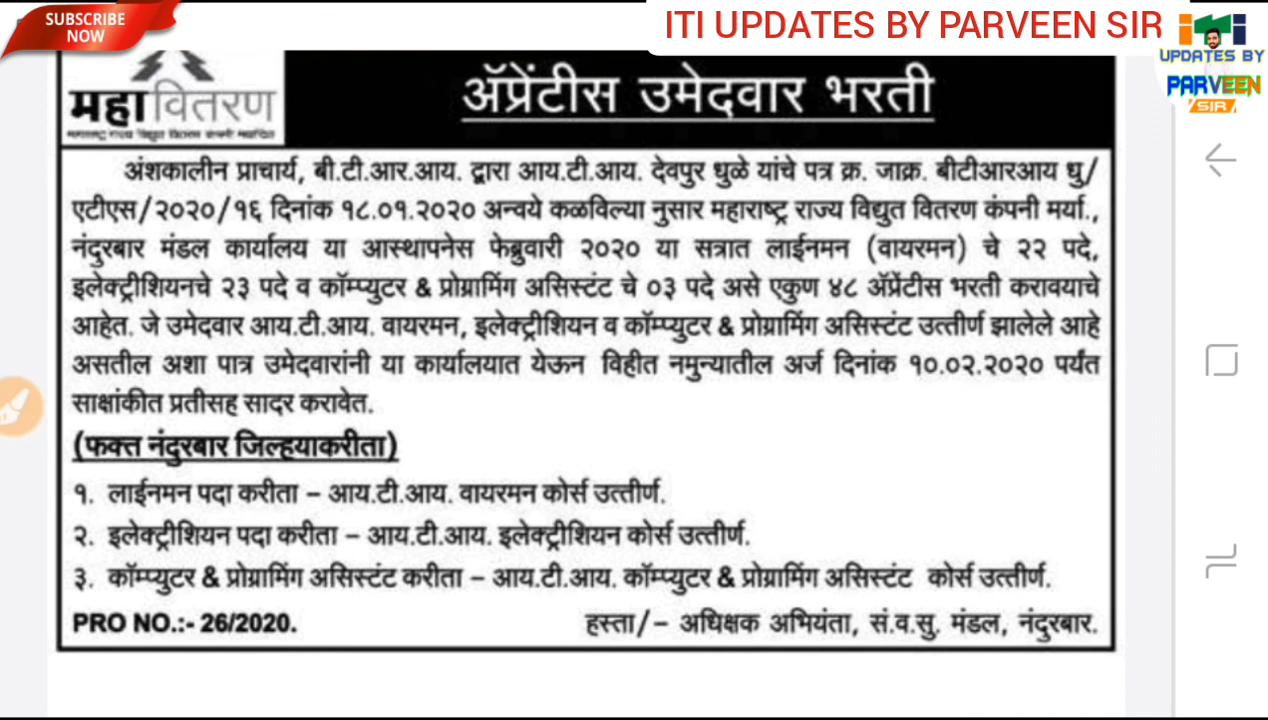 SUBSCRIBE
NOW
ITI UPDATES BY PARVEEN SIR
iTi
UPDATES BY
PARVEEN
SIR
महावितरण
ॲप्रेंटीस उमेदवार भरती
अंशकालीन प्राचार्य, बी.टी.आर.आय. द्वारा आय.टी.आय. देवपुर धुळे यांचे पत्र क्र. जाक्र. बीटीआरआय धु/
एटीएस/२०२०/१६ दिनांक १८.०१.२०२० अन्वये कळविल्या नुसार महाराष्ट्र राज्य विद्युत वितरण कंपनी मर्या.,
नंदुरबार मंडल कार्यालय या आस्थापनेस फेब्रुवारी २०२० या सत्रात लाईनमन (वायरमन) चे २२ पदे,
इलेक्ट्रीशियनचे २३ पदे व कॉम्प्युटर & प्रोग्रामिंग असिस्टंट चे ०३ पदे असे एकुण ४८ ॲप्रेंटीस भरती करावयाचे
आहेत. जे उमेदवार आय.टी.आय. वायरमन, इलेक्ट्रीशियन व कॉम्प्युटर & प्रोग्रामिंग असिस्टंट उत्तीर्ण झालेले आहे
असतील अशा पात्र उमेदवारांनी या कार्यालयात येऊन विहीत नमुन्यातील अर्ज दिनांक १०.०२.२०२० पर्यंत
साक्षांकीत प्रतीसह सादर करावेत.
(फक्त नंदुरबार जिल्हयाकरीता)
१. लाईनमन पदा करीता – आय.टी.आय. वायरमन कोर्स उत्तीर्ण.
२. इलेक्ट्रीशियन पदा करीता – आय.टी.आय. इलेक्ट्रीशियन कोर्स उत्तीर्ण.
३. कॉम्प्युटर & प्रोग्रामिंग असिस्टंट करीता – आय.टी.आय. कॉम्प्युटर & प्रोग्रामिंग असिस्टंट कोर्स उत्तीर्ण.
PRO NO.:- 26/2020. हस्ता/– अधिक्षक अभियंता, सं.व.सु. मंडल, नंदुरबार.